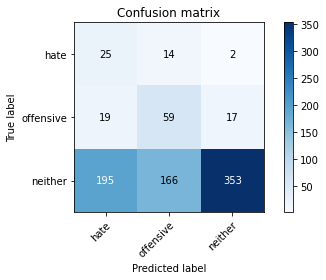 Confusion matrix
True label
hate 25 14 2
offensive 19 59 17
neither 195 166 353
hate offensive neither
Predicted label
350
300
250
200
150
100
50